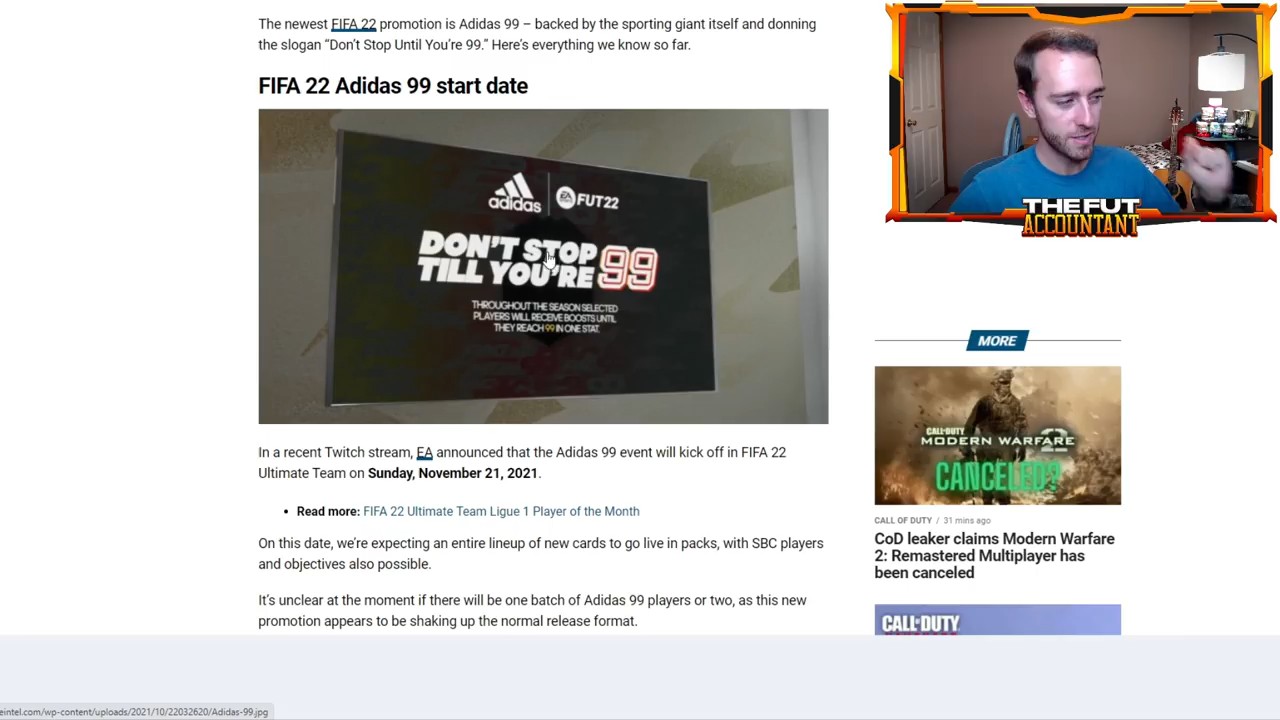 The newest FIFA 22 promotion is Adidas 99 – backed by the sporting giant itself and donning
the slogan “Don’t Stop Until You’re 99.” Here’s everything we know so far.
FIFA 22 Adidas 99 start date
adidas
EA SPORTS FUT22
DON'T STOP
TILL YOU'RE 99
THROUGHOUT THE SEASON SELECTED
PLAYERS WILL RECEIVE BOOSTS UNTIL
THEY REACH 99 IN ONE STAT.
In a recent Twitch stream, EA announced that the Adidas 99 event will kick off in FIFA 22
Ultimate Team on Sunday, November 21, 2021.
• Read more: FIFA 22 Ultimate Team Ligue 1 Player of the Month
On this date, we’re expecting an entire lineup of new cards to go live in packs, with SBC players
and objectives also possible.
It’s unclear at the moment if there will be one batch of Adidas 99 players or two, as this new
promotion appears to be shaking up the normal release format.
THE FUT
ACCOUNTANT
MORE
CALL OF DUTY
MODERN WARFARE
2
CANCELED?
CALL OF DUTY / 31 mins ago
CoD leaker claims Modern Warfare
2: Remastered Multiplayer has
been canceled
CALL OF DUTY
eintel.com/wp-content/uploads/2021/10/22032620/Adidas-99.jpg